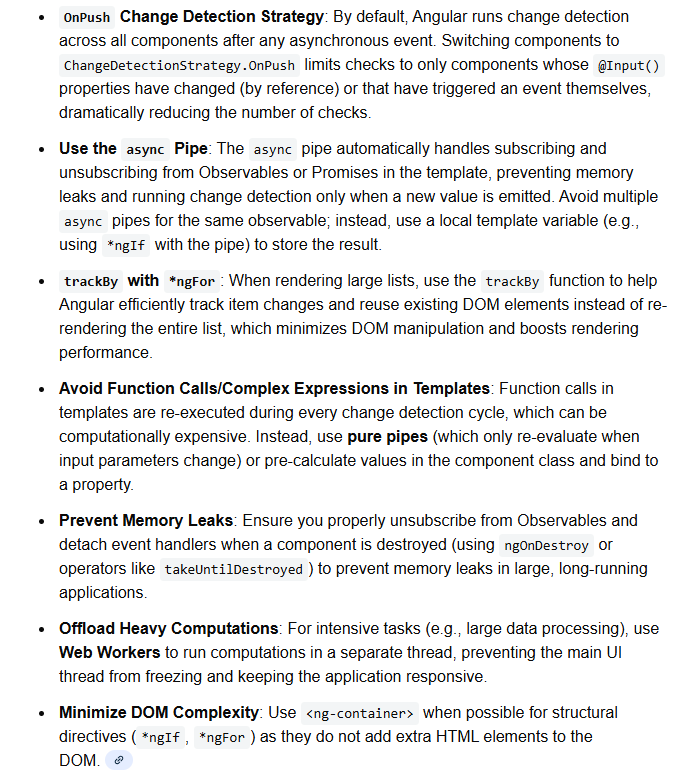 OnPush Change Detection Strategy: By default, Angular runs change detection
across all components after any asynchronous event. Switching components to
ChangeDetectionStrategy.OnPush limits checks to only components whose @Input()
properties have changed (by reference) or that have triggered an event themselves,
dramatically reducing the number of checks.
Use the async Pipe: The async pipe automatically handles subscribing and
unsubscribing from Observables or Promises in the template, preventing memory
leaks and running change detection only when a new value is emitted. Avoid multiple
async pipes for the same observable; instead, use a local template variable (e.g.,
using *ngIf with the pipe) to store the result.
trackBy with *ngFor : When rendering large lists, use the trackBy function to help
Angular efficiently track item changes and reuse existing DOM elements instead of re-
rendering the entire list, which minimizes DOM manipulation and boosts rendering
performance.
Avoid Function Calls/Complex Expressions in Templates: Function calls in
templates are re-executed during every change detection cycle, which can be
computationally expensive. Instead, use pure pipes (which only re-evaluate when
input parameters change) or pre-calculate values in the component class and bind to
a property.
Prevent Memory Leaks: Ensure you properly unsubscribe from Observables and
detach event handlers when a component is destroyed (using ngOnDestroy or
operators like takeUntilDestroyed ) to prevent memory leaks in large, long-running
applications.
Offload Heavy Computations: For intensive tasks (e.g., large data processing), use
Web Workers to run computations in a separate thread, preventing the main UI
thread from freezing and keeping the application responsive.
Minimize DOM Complexity: Use <ng-container> when possible for structural
directives ( *ngIf , *ngFor ) as they do not add extra HTML elements to the
DOM.